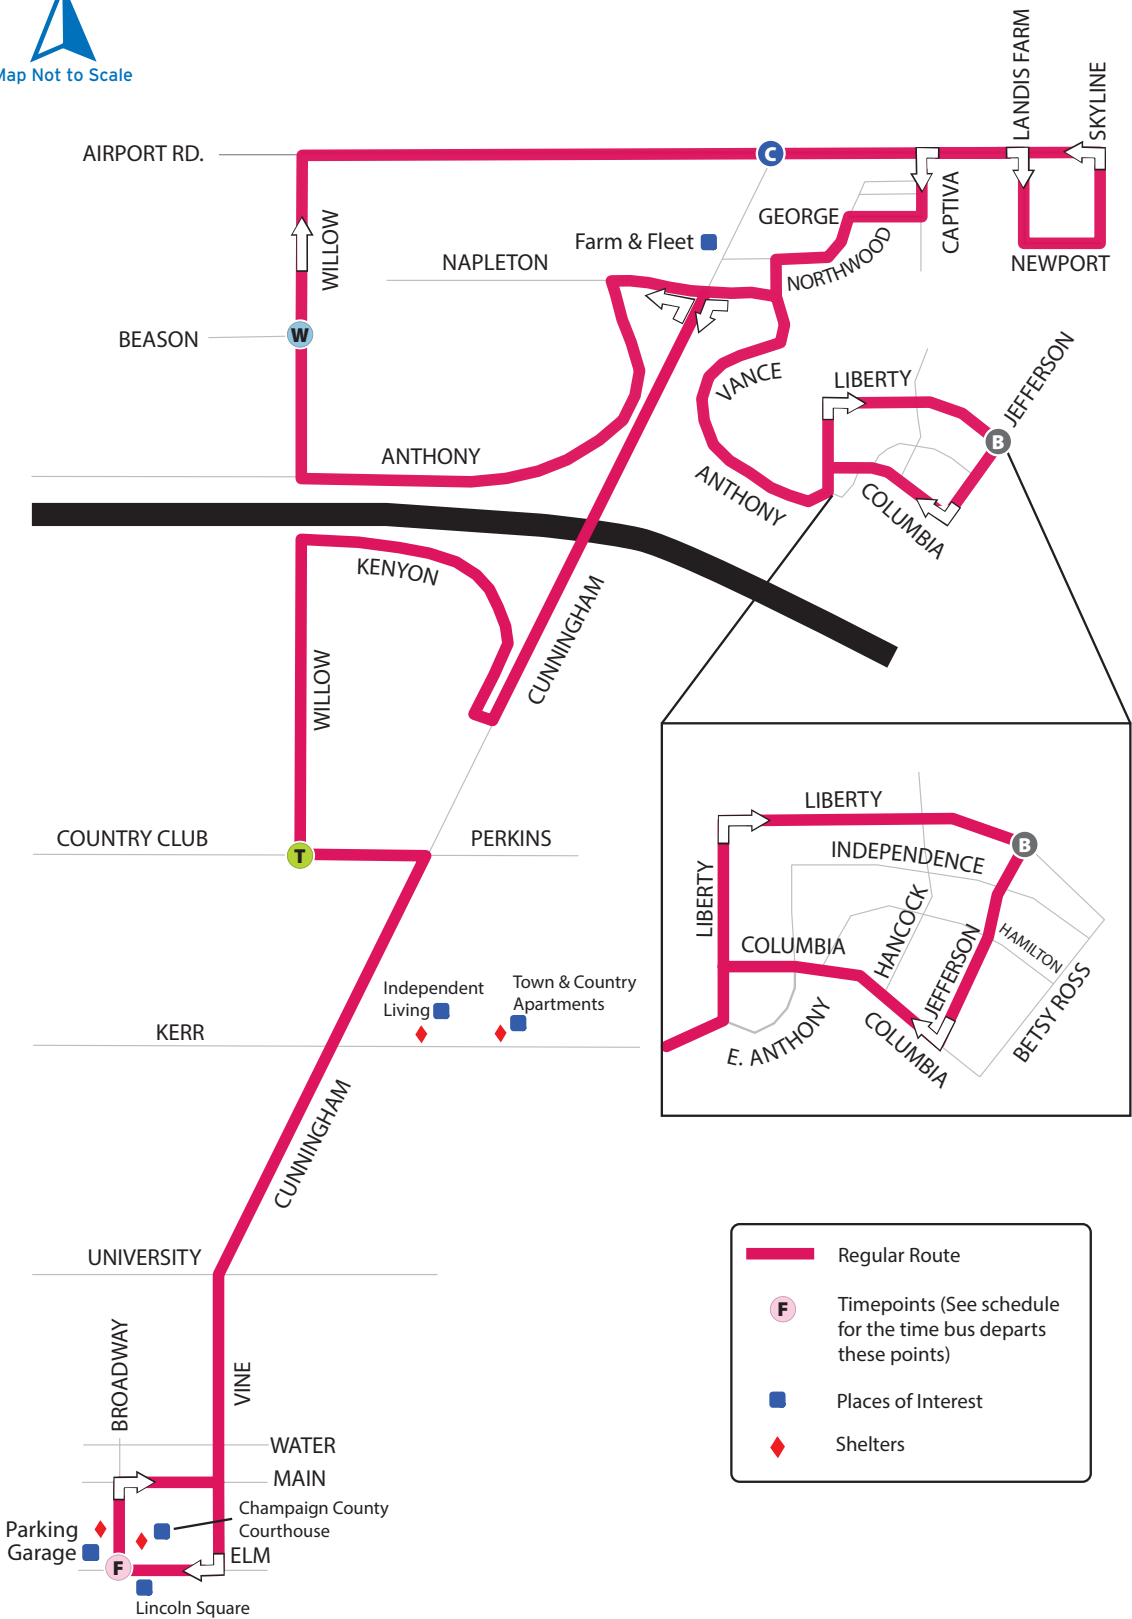 Map Not to Scale
LANDIS FARM
SKYLINE
AIRPORT RD.
C
CAPTIVA
GEORGE
WILLOW
Farm & Fleet
NORTHWOOD
NAPLETON
NEWPORT
BEASON
W
VANCE
LIBERTY
JEFFERSON
B
ANTHONY
ANTHONY
COLUMBIA
KENYON
CUNNINGHAM
WILLOW
COUNTRY CLUB
T
PERKINS
LIBERTY
B
INDEPENDENCE
LIBERTY
HANCOCK
COLUMBIA
JEFFERSON
HAMILTON
BETSY ROSS
E. ANTHONY
COLUMBIA
Independent
Living
Town & Country
Apartments
KERR
CUNNINGHAM
UNIVERSITY
Regular Route
F
Timepoints (See schedule
for the time bus departs
these points)
Places of Interest
Shelters
BROADWAY
VINE
WATER
MAIN
Champaign County
Courthouse
Parking
Garage
ELM
F
Lincoln Square